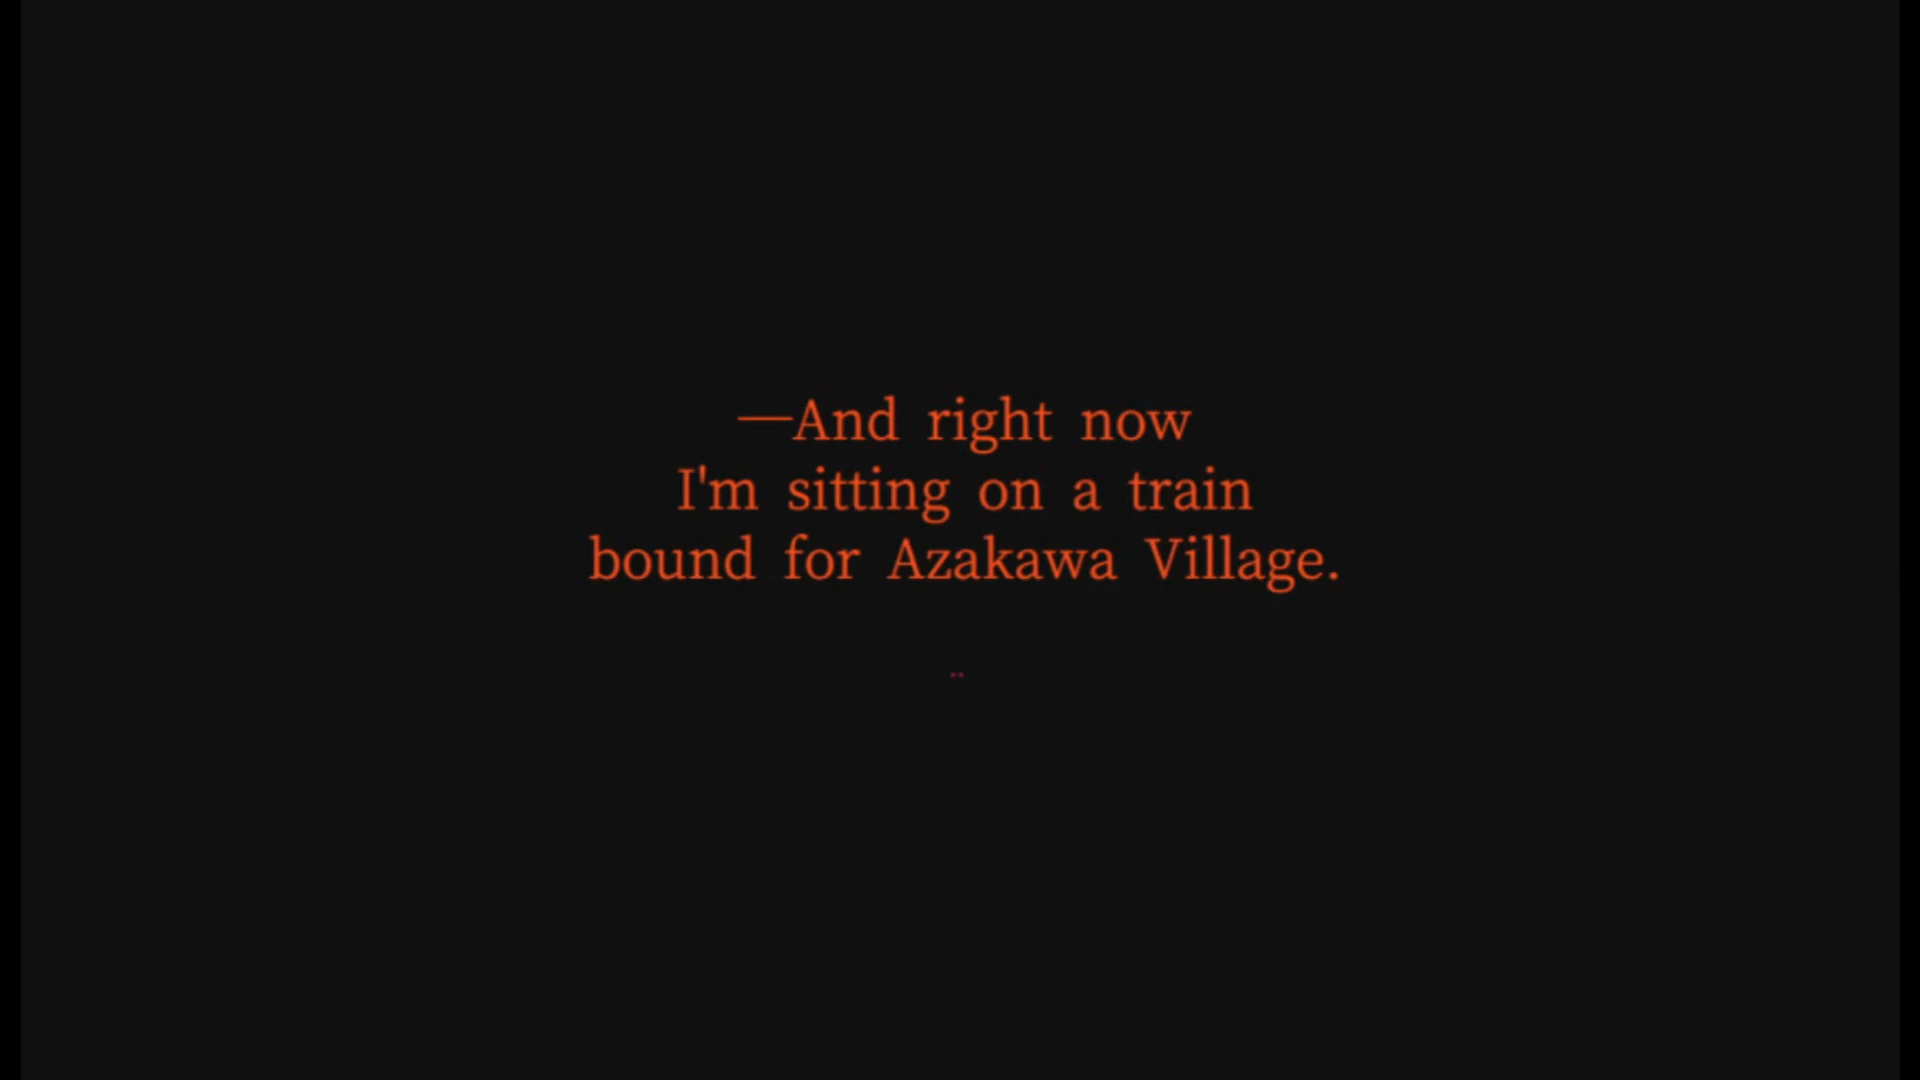 —And right now
I'm sitting on a train
bound for Azakawa Village.